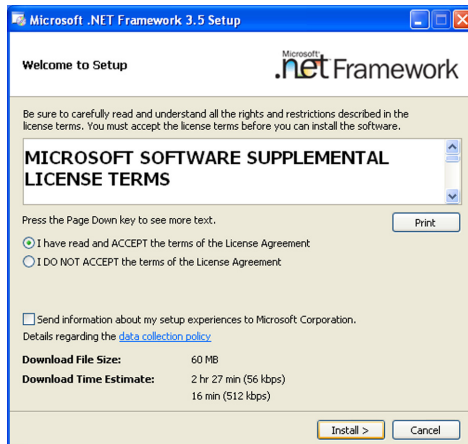 Microsoft .NET Framework 3.5 Setup
Welcome to Setup
Microsoft
.net Framework
Be sure to carefully read and understand all the rights and restrictions described in the
license terms. You must accept the license terms before you can install the software.
MICROSOFT SOFTWARE SUPPLEMENTAL
LICENSE TERMS
Press the Page Down key to see more text.
Print
I have read and ACCEPT the terms of the License Agreement
I DO NOT ACCEPT the terms of the License Agreement
Send information about my setup experiences to Microsoft Corporation.
Details regarding the data collection policy
Download File Size: 60 MB
Download Time Estimate: 2 hr 27 min (56 kbps)
16 min (512 kbps)
Install >
Cancel